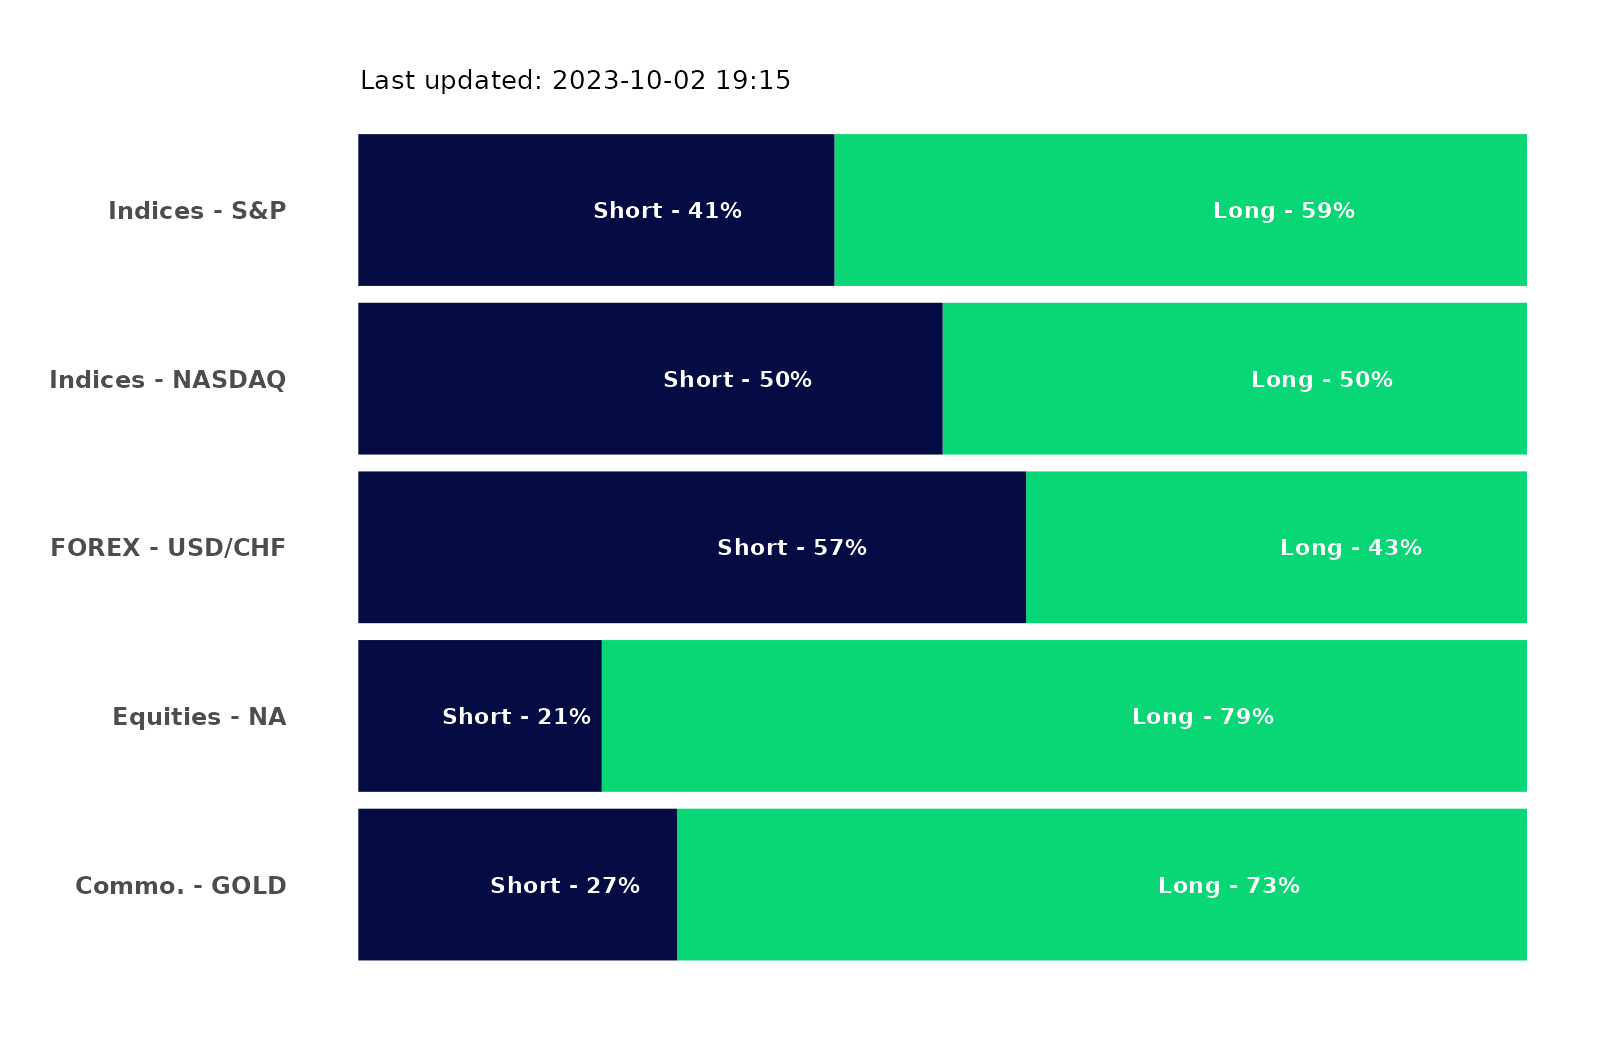 Last updated: 2023-10-02 19:15
Indices - S&P
Short - 41%
Long - 59%
Indices - NASDAQ
Short - 50%
Long - 50%
FOREX - USD/CHF
Short - 57%
Long - 43%
Equities - NA
Short - 21%
Long - 79%
Commo. - GOLD
Short - 27%
Long - 73%